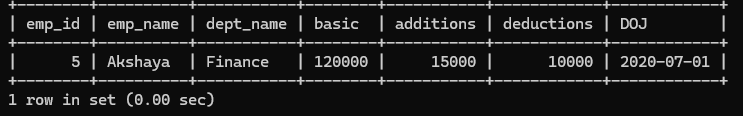 +--------+----------+-----------+--------+-----------+------------+------------+
| emp_id | emp_name | dept_name | basic  | additions | deductions | DOJ        |
+--------+----------+-----------+--------+-----------+------------+------------+
|      5 | Akshaya  | Finance   | 120000 |     15000 |      10000 | 2020-07-01 |
+--------+----------+-----------+--------+-----------+------------+------------+
1 row in set (0.00 sec)